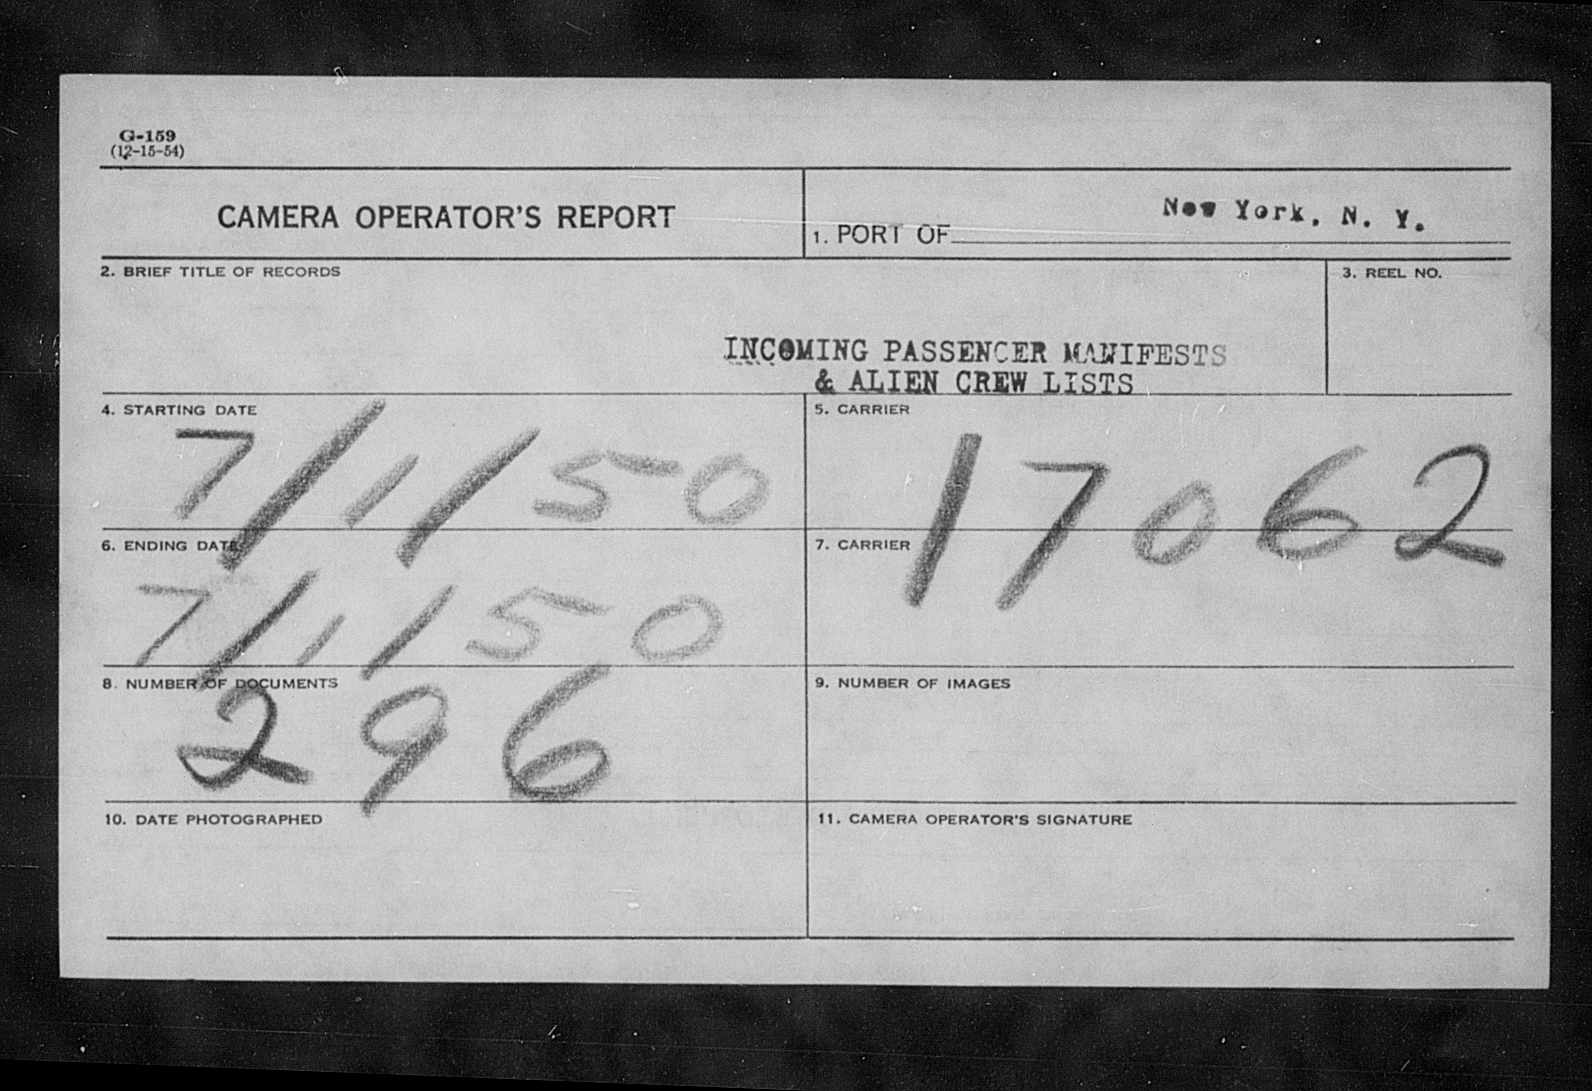 G-159
(12-15-54)
CAMERA OPERATOR'S REPORT
1. PORT OF New York, N. Y.
2. BRIEF TITLE OF RECORDS
3. REEL NO.
INCOMING PASSENGER MANIFESTS
& ALIEN CREW LISTS
4. STARTING DATE
7/1/50
5. CARRIER
17062
6. ENDING DATE
7/1/50
7. CARRIER
8. NUMBER OF DOCUMENTS
296
9. NUMBER OF IMAGES
10. DATE PHOTOGRAPHED
11. CAMERA OPERATOR'S SIGNATURE